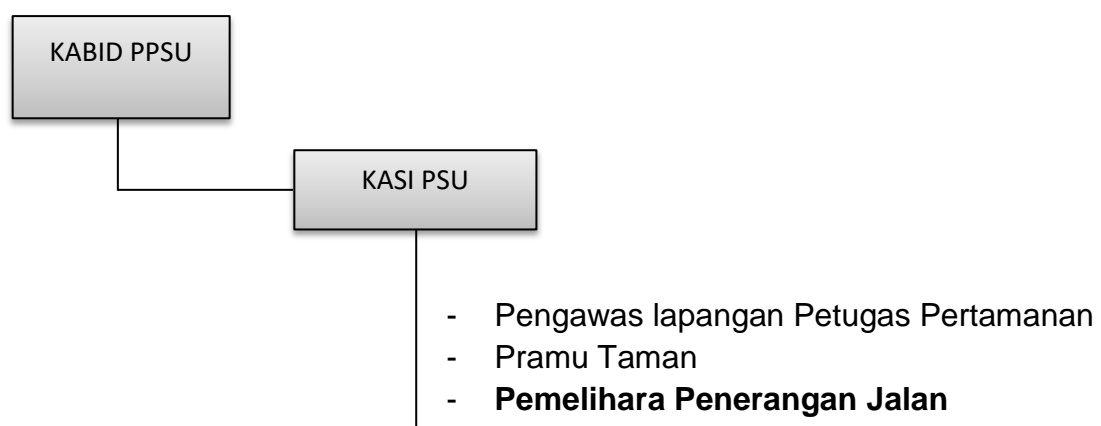 KABID PPSU
KASI PSU
- Pengawas lapangan Petugas Pertamanan
- Pramu Taman
- Pemelihara Penerangan Jalan